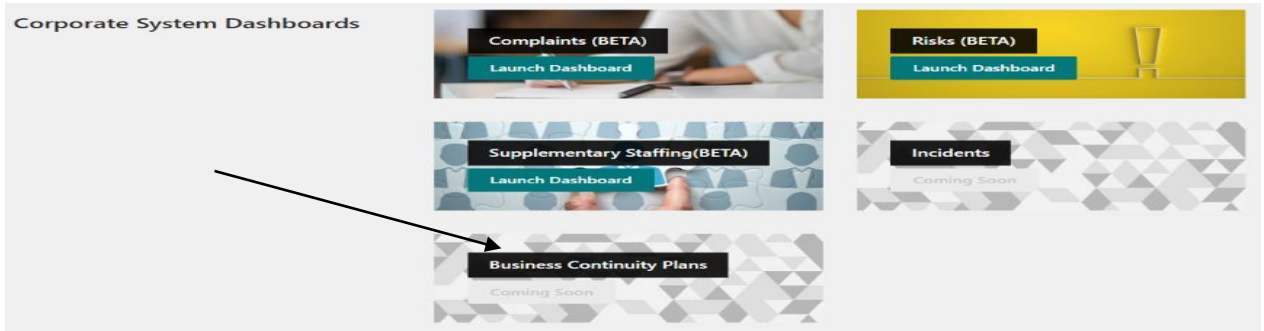 Corporate System Dashboards
Complaints (BETA)
Launch Dashboard
Risks (BETA)
Launch Dashboard
Supplementary Staffing(BETA)
Launch Dashboard
Incidents
Coming Soon
Business Continuity Plans
Coming Soon